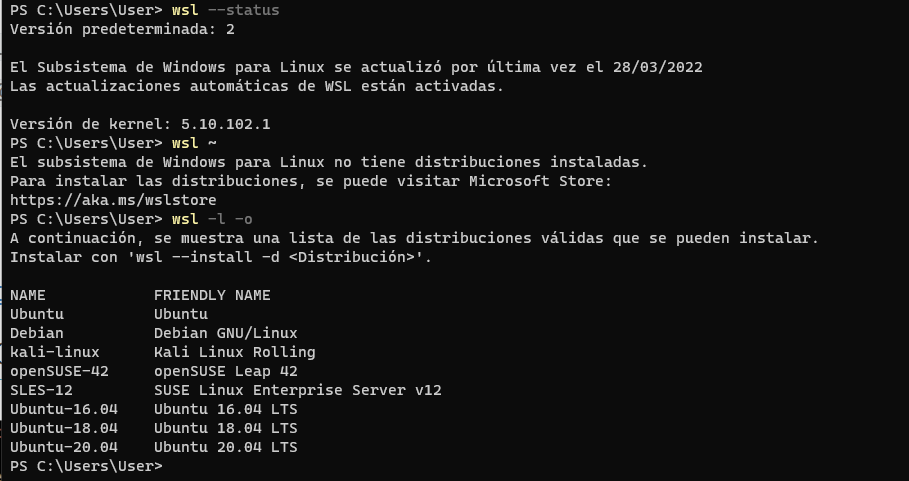 PS C:\Users\User> wsl --status
Versión predeterminada: 2
El Subsistema de Windows para Linux se actualizó por última vez el 28/03/2022
Las actualizaciones automáticas de WSL están activadas.
Versión de kernel: 5.10.102.1
PS C:\Users\User> wsl ~
El subsistema de Windows para Linux no tiene distribuciones instaladas.
Para instalar las distribuciones, se puede visitar Microsoft Store:
https://aka.ms/wslstore
PS C:\Users\User> wsl -l -o
A continuación, se muestra una lista de las distribuciones válidas que se pueden instalar.
Instalar con 'wsl --install -d <Distribución>'.
NAME            FRIENDLY NAME
Ubuntu          Ubuntu
Debian          Debian GNU/Linux
kali-linux      Kali Linux Rolling
openSUSE-42     openSUSE Leap 42
SLES-12         SUSE Linux Enterprise Server v12
Ubuntu-16.04    Ubuntu 16.04 LTS
Ubuntu-18.04    Ubuntu 18.04 LTS
Ubuntu-20.04    Ubuntu 20.04 LTS
PS C:\Users\User>